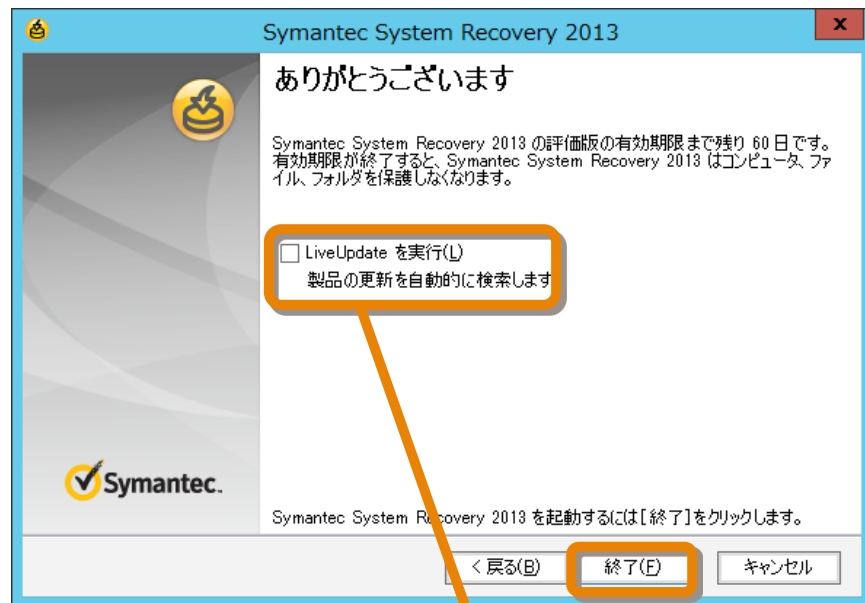 Symantec System Recovery 2013
x
ありがとうございます
Symantec System Recovery 2013 の評価版の有効期限まで残り 60 日です。
有効期限が終了すると、Symantec System Recovery 2013 はコンピュータ、ファ
イル、フォルダを保護しなくなります。
LiveUpdate を実行(L)
製品の更新を自動的に検索します
Symantec.
Symantec System Recovery 2013 を起動するには[終了]をクリックします。
< 戻る(B)
終了(F)
キャンセル